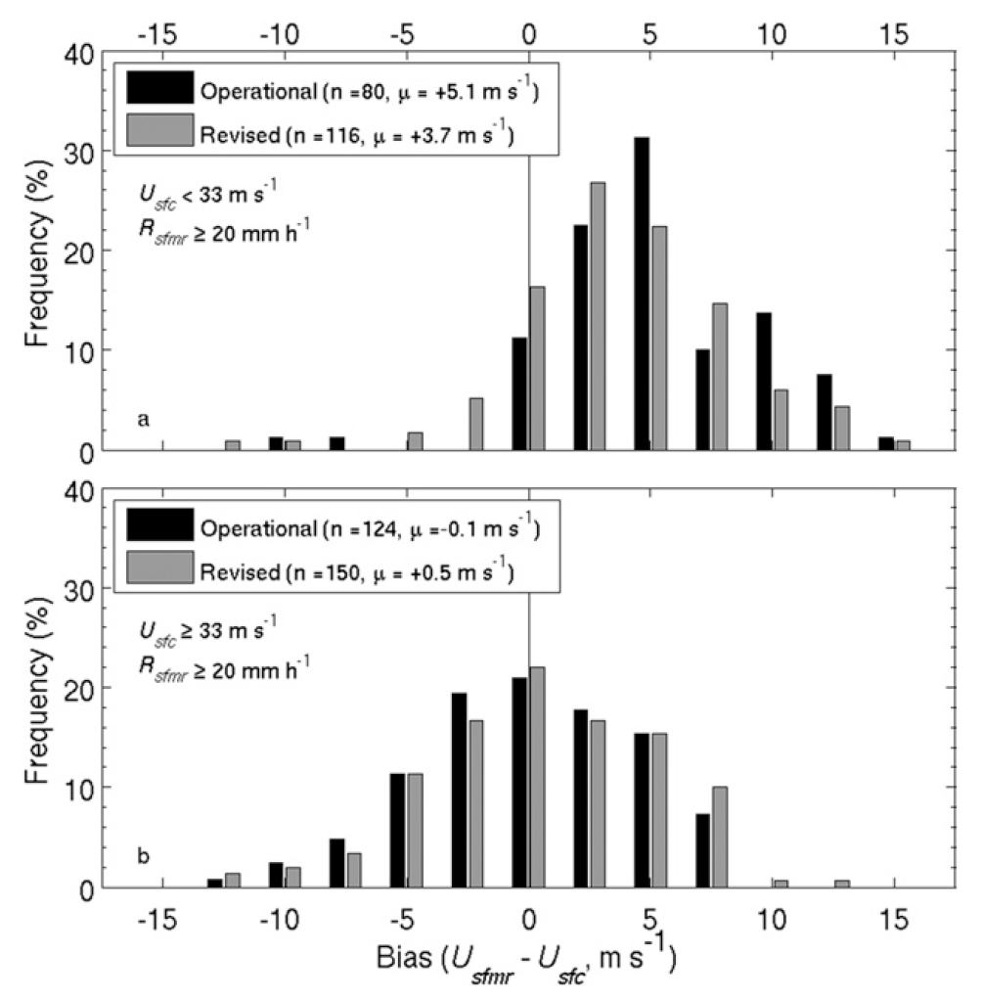 -15 -10 -5 0 5 10 15
40
Operational (n =80, μ = +5.1 m s-1)
Revised (n =116, μ = +3.7 m s-1)
30
Usfc < 33 m s-1
Rsfmr ≥ 20 mm h-1
20
Frequency (%)
10
a
0
40
Operational (n =124, μ =-0.1 m s-1)
Revised (n =150, μ = +0.5 m s-1)
30
Usfc ≥ 33 m s-1
Rsfmr ≥ 20 mm h-1
20
Frequency (%)
10
b
0
-15 -10 -5 0 5 10 15
Bias (Usfmr - Usfc, m s-1)